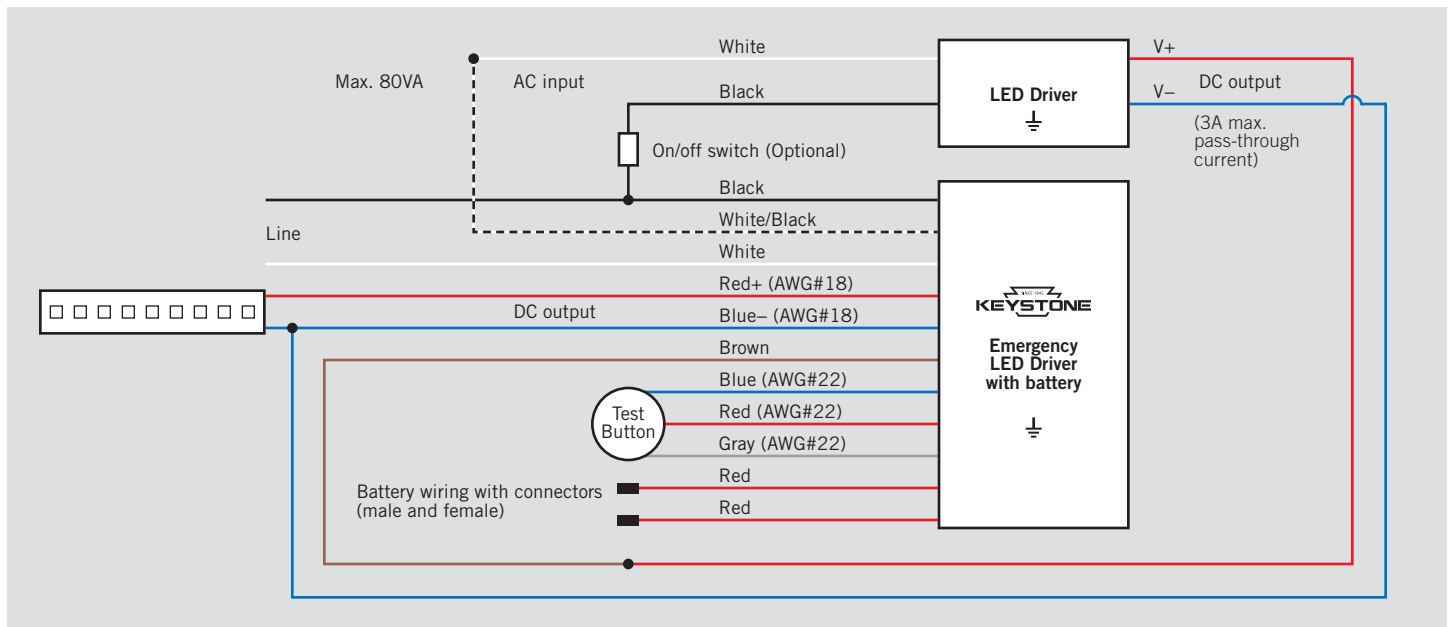 White
V+
Max. 80VA
AC input
DC output
Black
V–
LED Driver
(3A max.
pass-through
current)
On/off switch (Optional)
Black
White/Black
Line
White
Red+ (AWG#18)
SINCE 1945
KEYSTONE
DC output
Blue– (AWG#18)
Brown
Emergency
LED Driver
with battery
Blue (AWG#22)
Test
Button
Red (AWG#22)
Gray (AWG#22)
Red
Battery wiring with connectors
(male and female)
Red